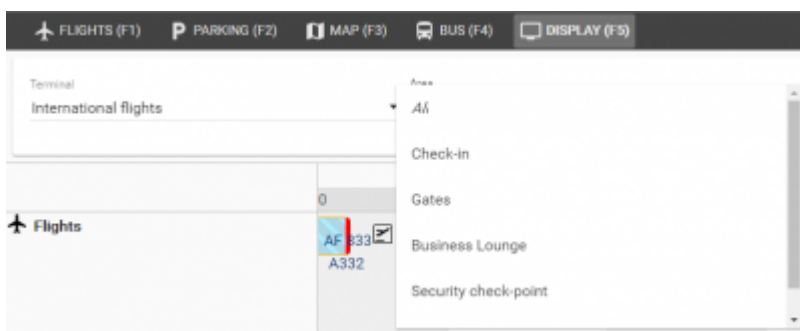 FLIGHTS (F1) PARKING (F2) MAP (F3) BUS (F4) DISPLAY (F5)
Terminal
International flights
Area
All
Check-in
Gates
Business Lounge
Security check-point
0
Flights
AF 333
A332